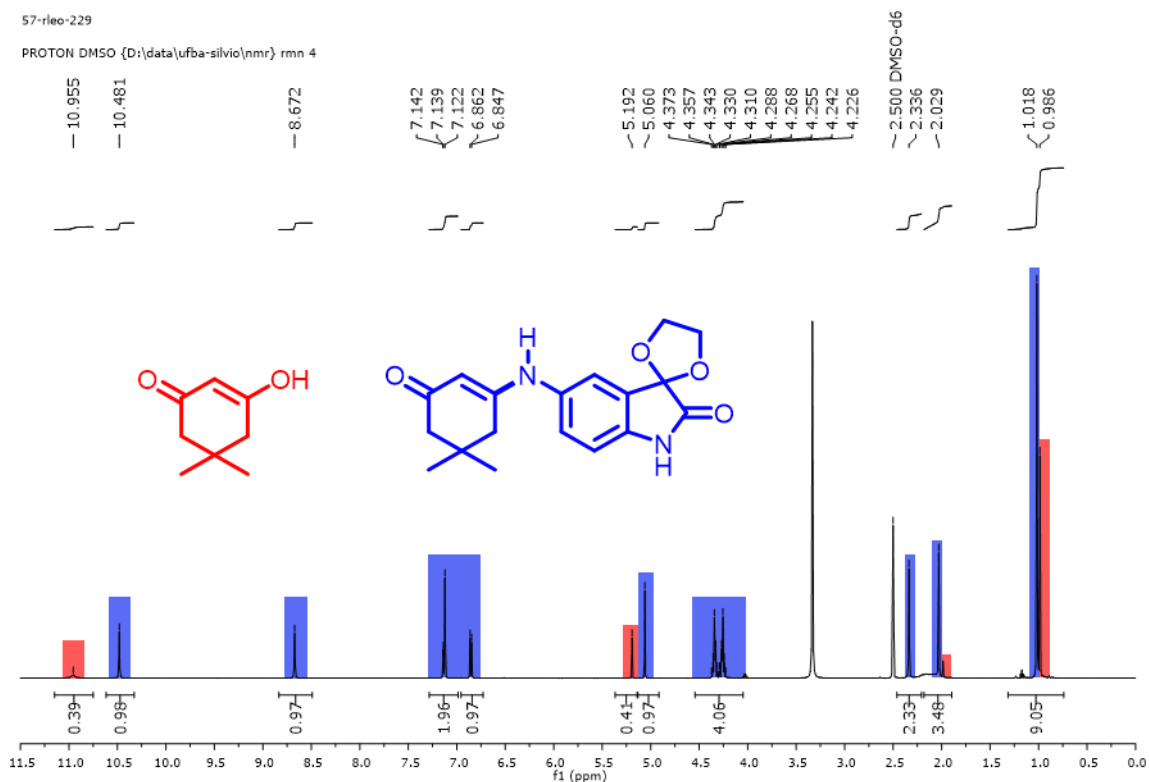 57-rleo-229
PROTON DMSO {D:\data\ufba-silvio\nmr} rmn 4
10.955
10.481
8.672
7.142
7.139
7.122
6.862
6.847
5.192
5.060
4.373
4.357
4.343
4.330
4.310
4.288
4.268
4.255
4.242
4.226
2.500 DMSO-d6
2.336
2.029
1.018
0.986
O
OH
O
H
N
O
O
O
N
H
0.39
0.98
0.97
1.96
0.97
0.41
0.97
4.06
2.33
3.48
9.05
11.5 11.0 10.5 10.0 9.5 9.0 8.5 8.0 7.5 7.0 6.5 6.0 5.5 5.0 4.5 4.0 3.5 3.0 2.5 2.0 1.5 1.0 0.5 0.0
f1 (ppm)